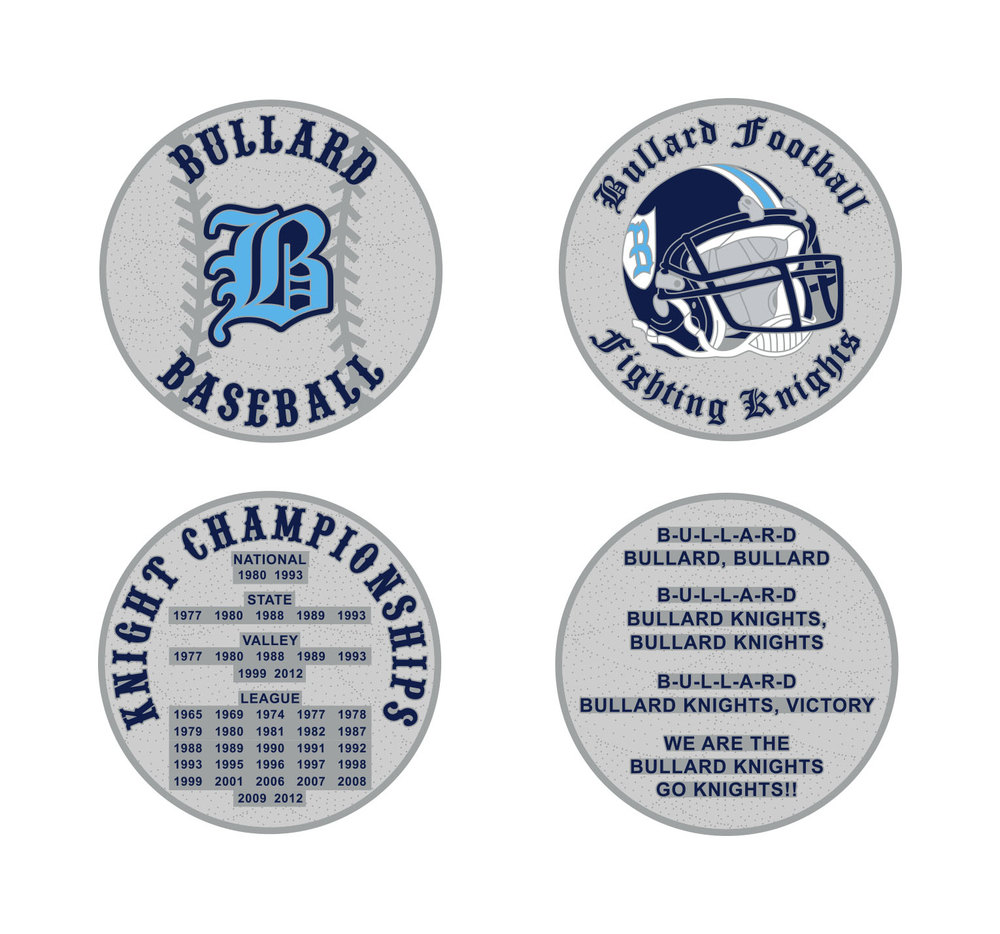 BULLARD
B
BASEBALL
Bullard Football
B
Fighting Knights
KNIGHT CHAMPIONSHIPS
NATIONAL
1980 1993
STATE
1977 1980 1988 1989 1993
VALLEY
1977 1980 1988 1989 1993
1999 2012
LEAGUE
1965 1969 1974 1977 1978
1979 1980 1981 1982 1987
1988 1989 1990 1991 1992
1993 1995 1996 1997 1998
1999 2001 2006 2007 2008
2009 2012
B-U-L-L-A-R-D
BULLARD, BULLARD
B-U-L-L-A-R-D
BULLARD KNIGHTS,
BULLARD KNIGHTS
B-U-L-L-A-R-D
BULLARD KNIGHTS, VICTORY
WE ARE THE
BULLARD KNIGHTS
GO KNIGHTS!!